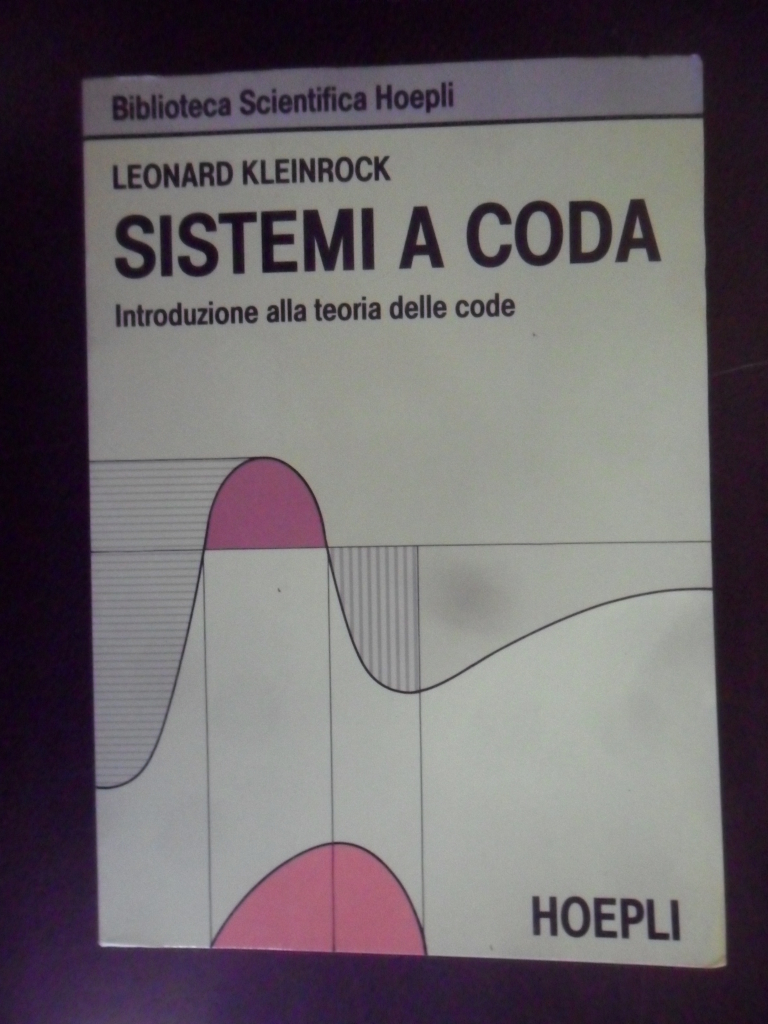 Biblioteca Scientifica Hoepli
LEONARD KLEINROCK
SISTEMI A CODA
Introduzione alla teoria delle code
HOEPLI